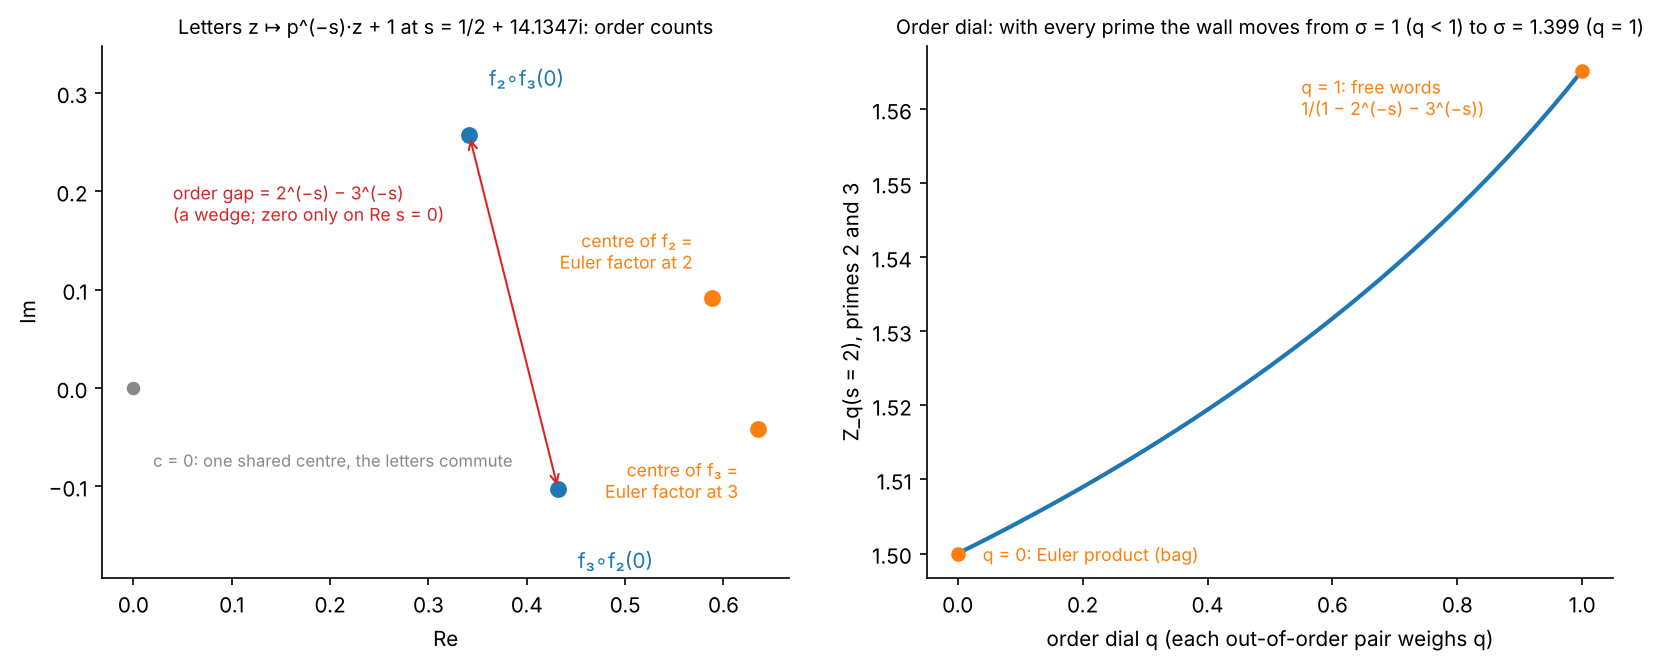 Letters z ↦ p^(−s)·z + 1 at s = 1/2 + 14.1347i: order counts
0.3
0.2
0.1
0.0
−0.1
Im
f₂∘f₃(0)
order gap = 2^(−s) − 3^(−s)
(a wedge; zero only on Re s = 0)
centre of f₂ =
Euler factor at 2
c = 0: one shared centre, the letters commute
centre of f₃ =
Euler factor at 3
f₃∘f₂(0)
0.0 0.1 0.2 0.3 0.4 0.5 0.6
Re
Order dial: with every prime the wall moves from σ = 1 (q < 1) to σ = 1.399 (q = 1)
Z_q(s = 2), primes 2 and 3
1.56
1.55
1.54
1.53
1.52
1.51
1.50
q = 1: free words
1/(1 − 2^(−s) − 3^(−s))
q = 0: Euler product (bag)
0.0 0.2 0.4 0.6 0.8 1.0
order dial q (each out-of-order pair weighs q)